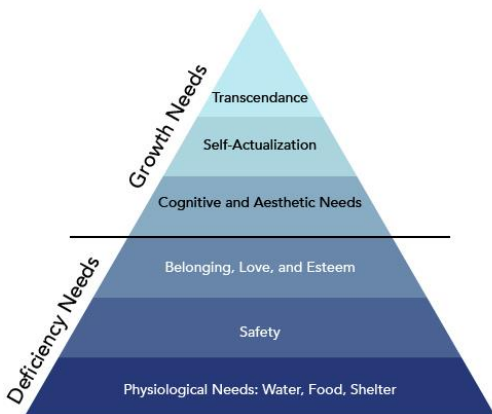 Growth Needs
Transcendance
Self-Actualization
Cognitive and Aesthetic Needs
Deficiency Needs
Belonging, Love, and Esteem
Safety
Physiological Needs: Water, Food, Shelter